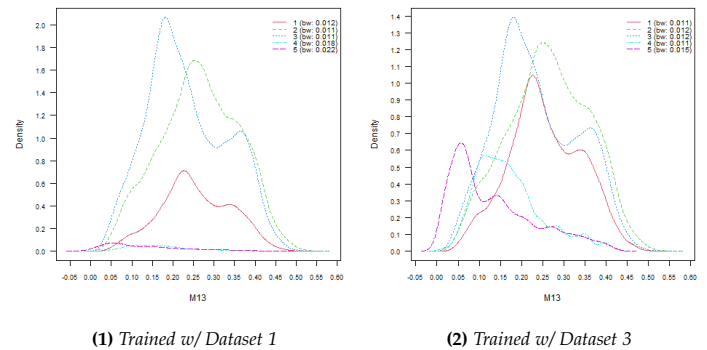 1 (bw: 0.012)
2 (bw: 0.011)
3 (bw: 0.011)
4 (bw: 0.018)
5 (bw: 0.022)
2.0
1.8
1.6
1.4
1.2
1.0
0.8
0.6
0.4
0.2
0.0
Density
-0.05 0.00 0.05 0.10 0.15 0.20 0.25 0.30 0.35 0.40 0.45 0.50 0.55 0.60
M13
(1) Trained w/ Dataset 1
1 (bw: 0.011)
2 (bw: 0.012)
3 (bw: 0.012)
4 (bw: 0.011)
5 (bw: 0.015)
1.4
1.3
1.2
1.1
1.0
0.9
0.8
0.7
0.6
0.5
0.4
0.3
0.2
0.1
0.0
Density
-0.05 0.00 0.05 0.10 0.15 0.20 0.25 0.30 0.35 0.40 0.45 0.50 0.55 0.60
M13
(2) Trained w/ Dataset 3